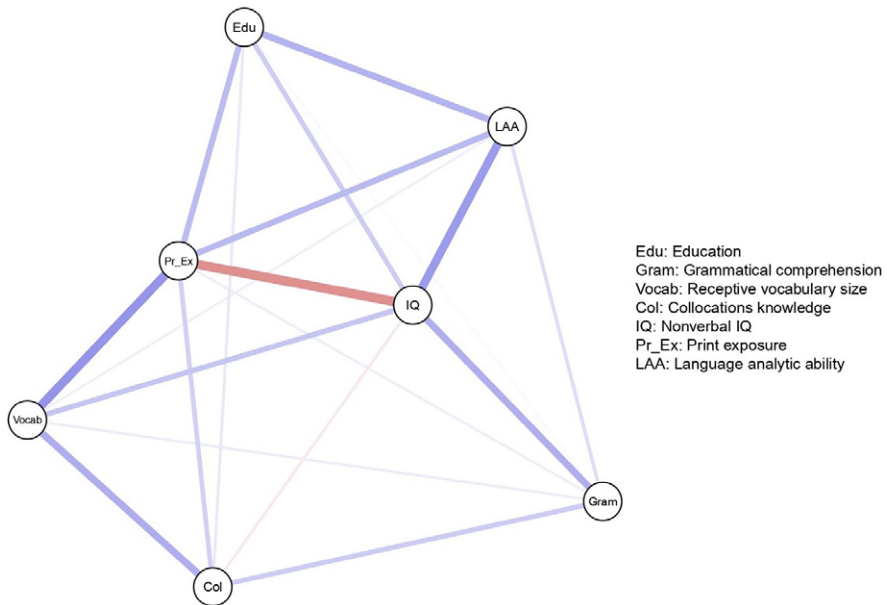 Edu
LAA
Pr_Ex
IQ
Vocab
Gram
Col
Edu: Education
Gram: Grammatical comprehension
Vocab: Receptive vocabulary size
Col: Collocations knowledge
IQ: Nonverbal IQ
Pr_Ex: Print exposure
LAA: Language analytic ability